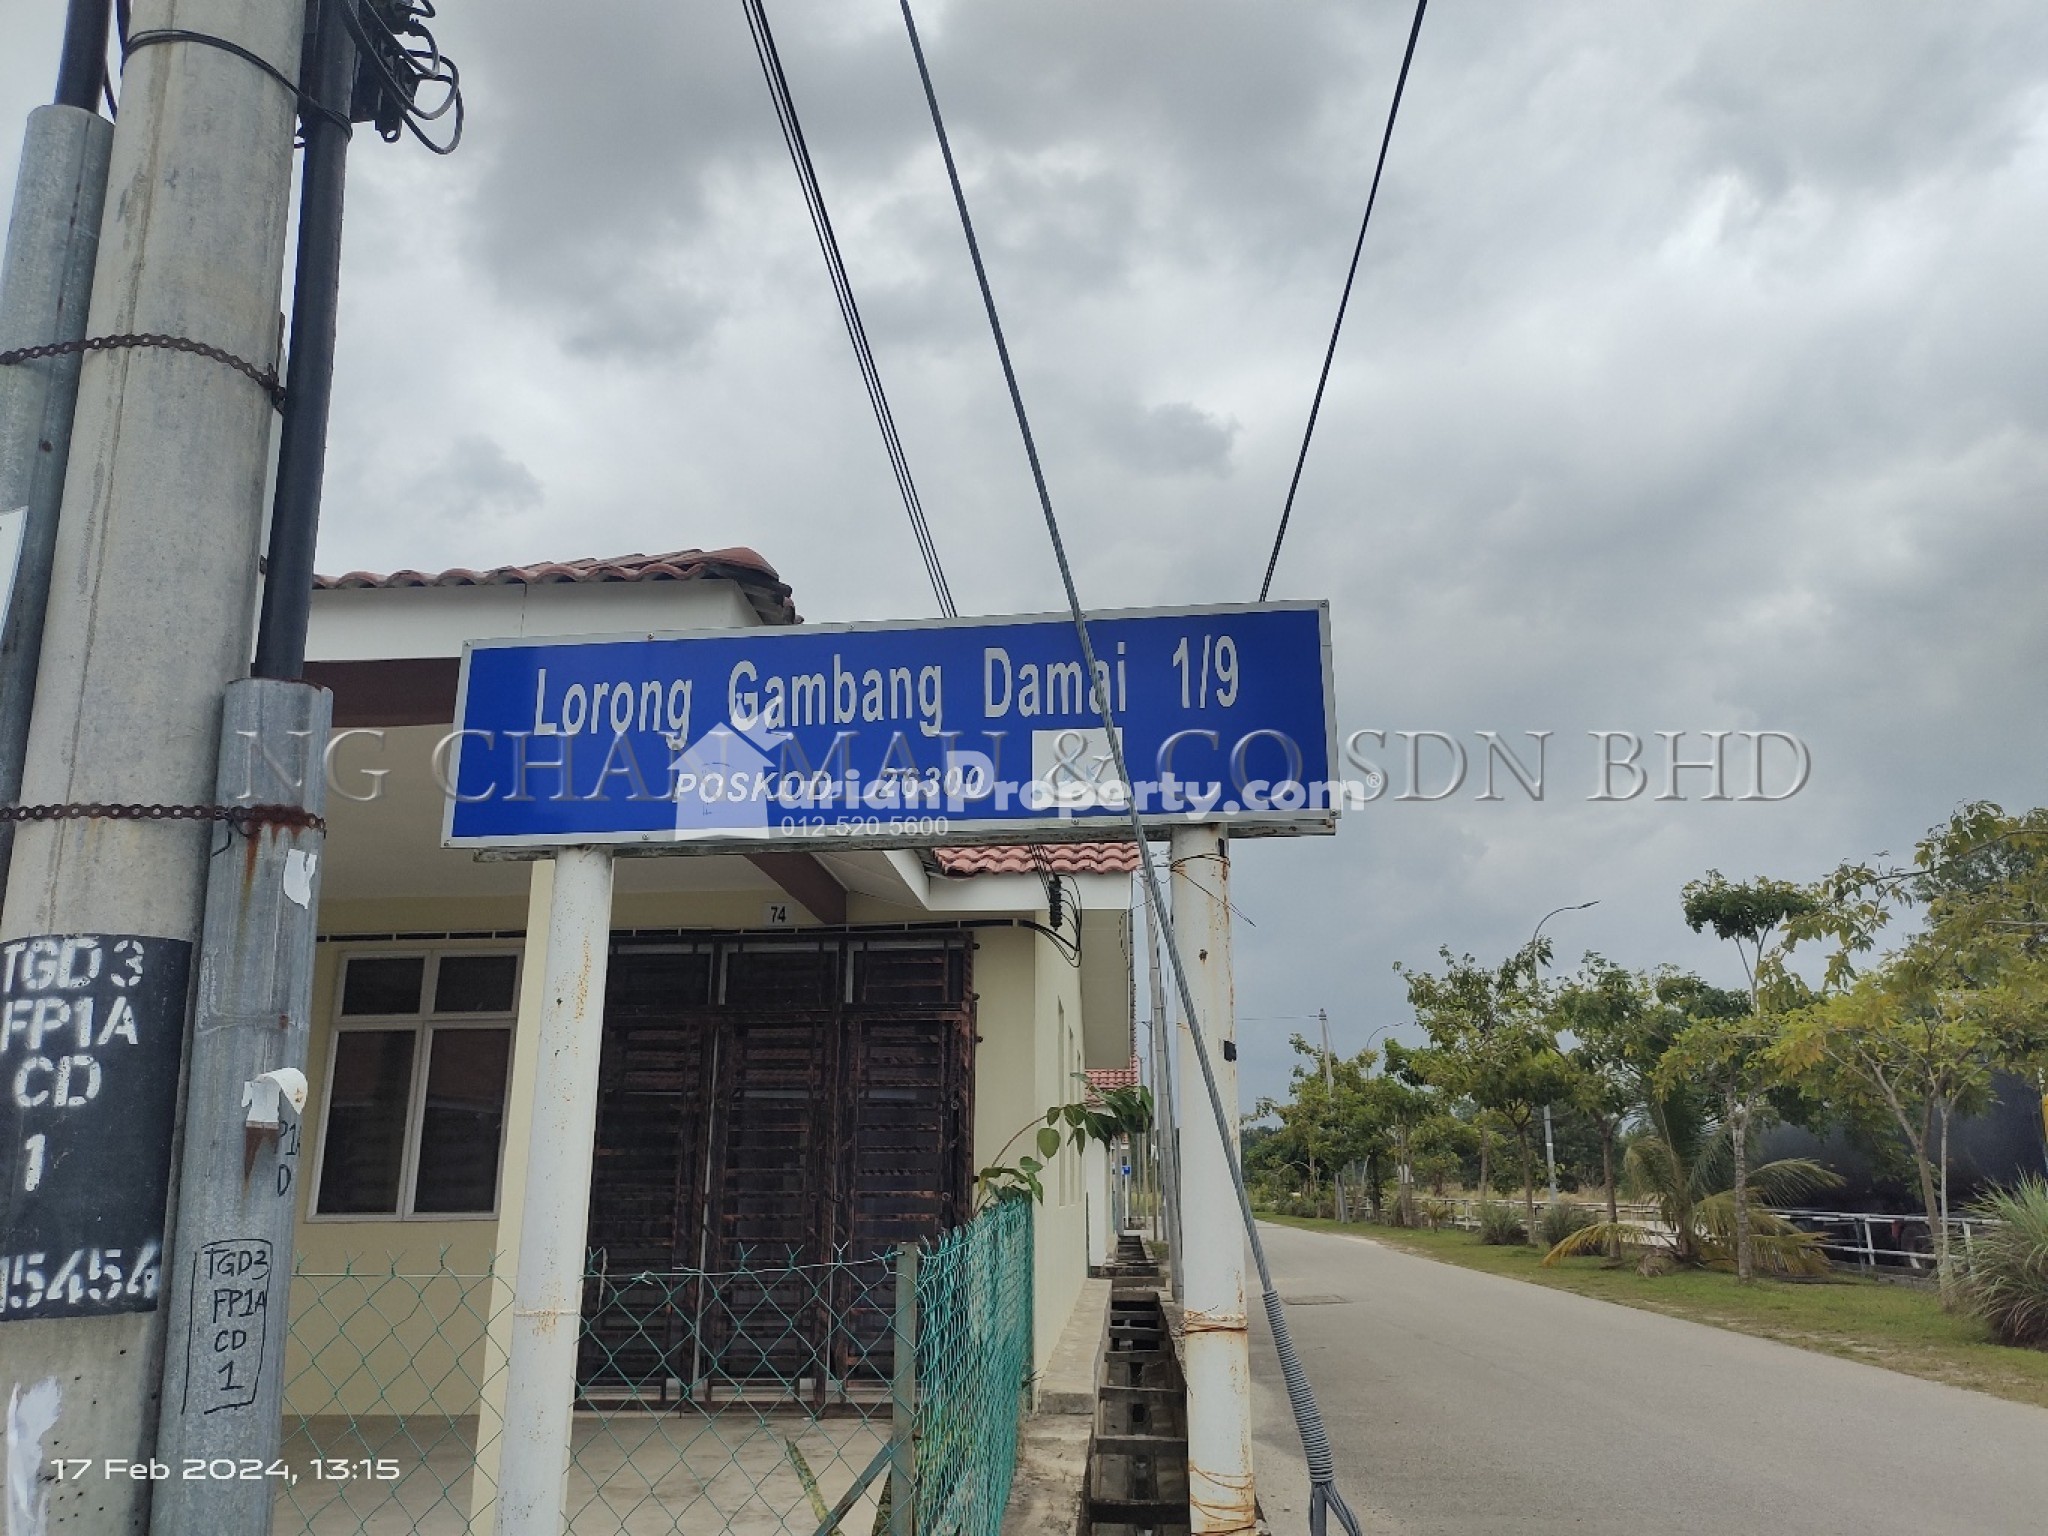 Lorong Gambang Damai 1/9
NG CHAN MAU & CO SDN BHD
POSKOD 26300
urianProperty.com®
012-520 5600
74
TGD3
FP1A
CD
1
15454
TGD3
FP1A
CD
1
17 Feb 2024, 13:15